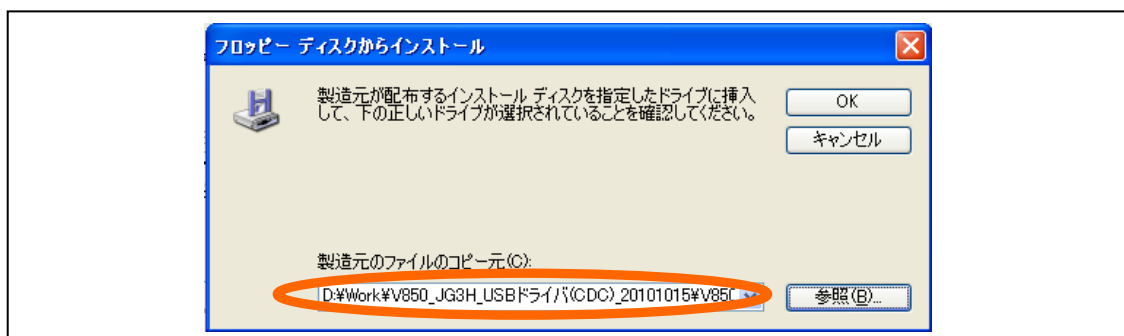 フロッピー ディスクからインストール
製造元が配布するインストール ディスクを指定したドライブに挿入
して、下の正しいドライブが選択されていることを確認してください。
OK
キャンセル
製造元のファイルのコピー元(C):
D:¥Work¥V850_JG3H_USBドライバ(CDC)_20101015¥V850
参照(B)...